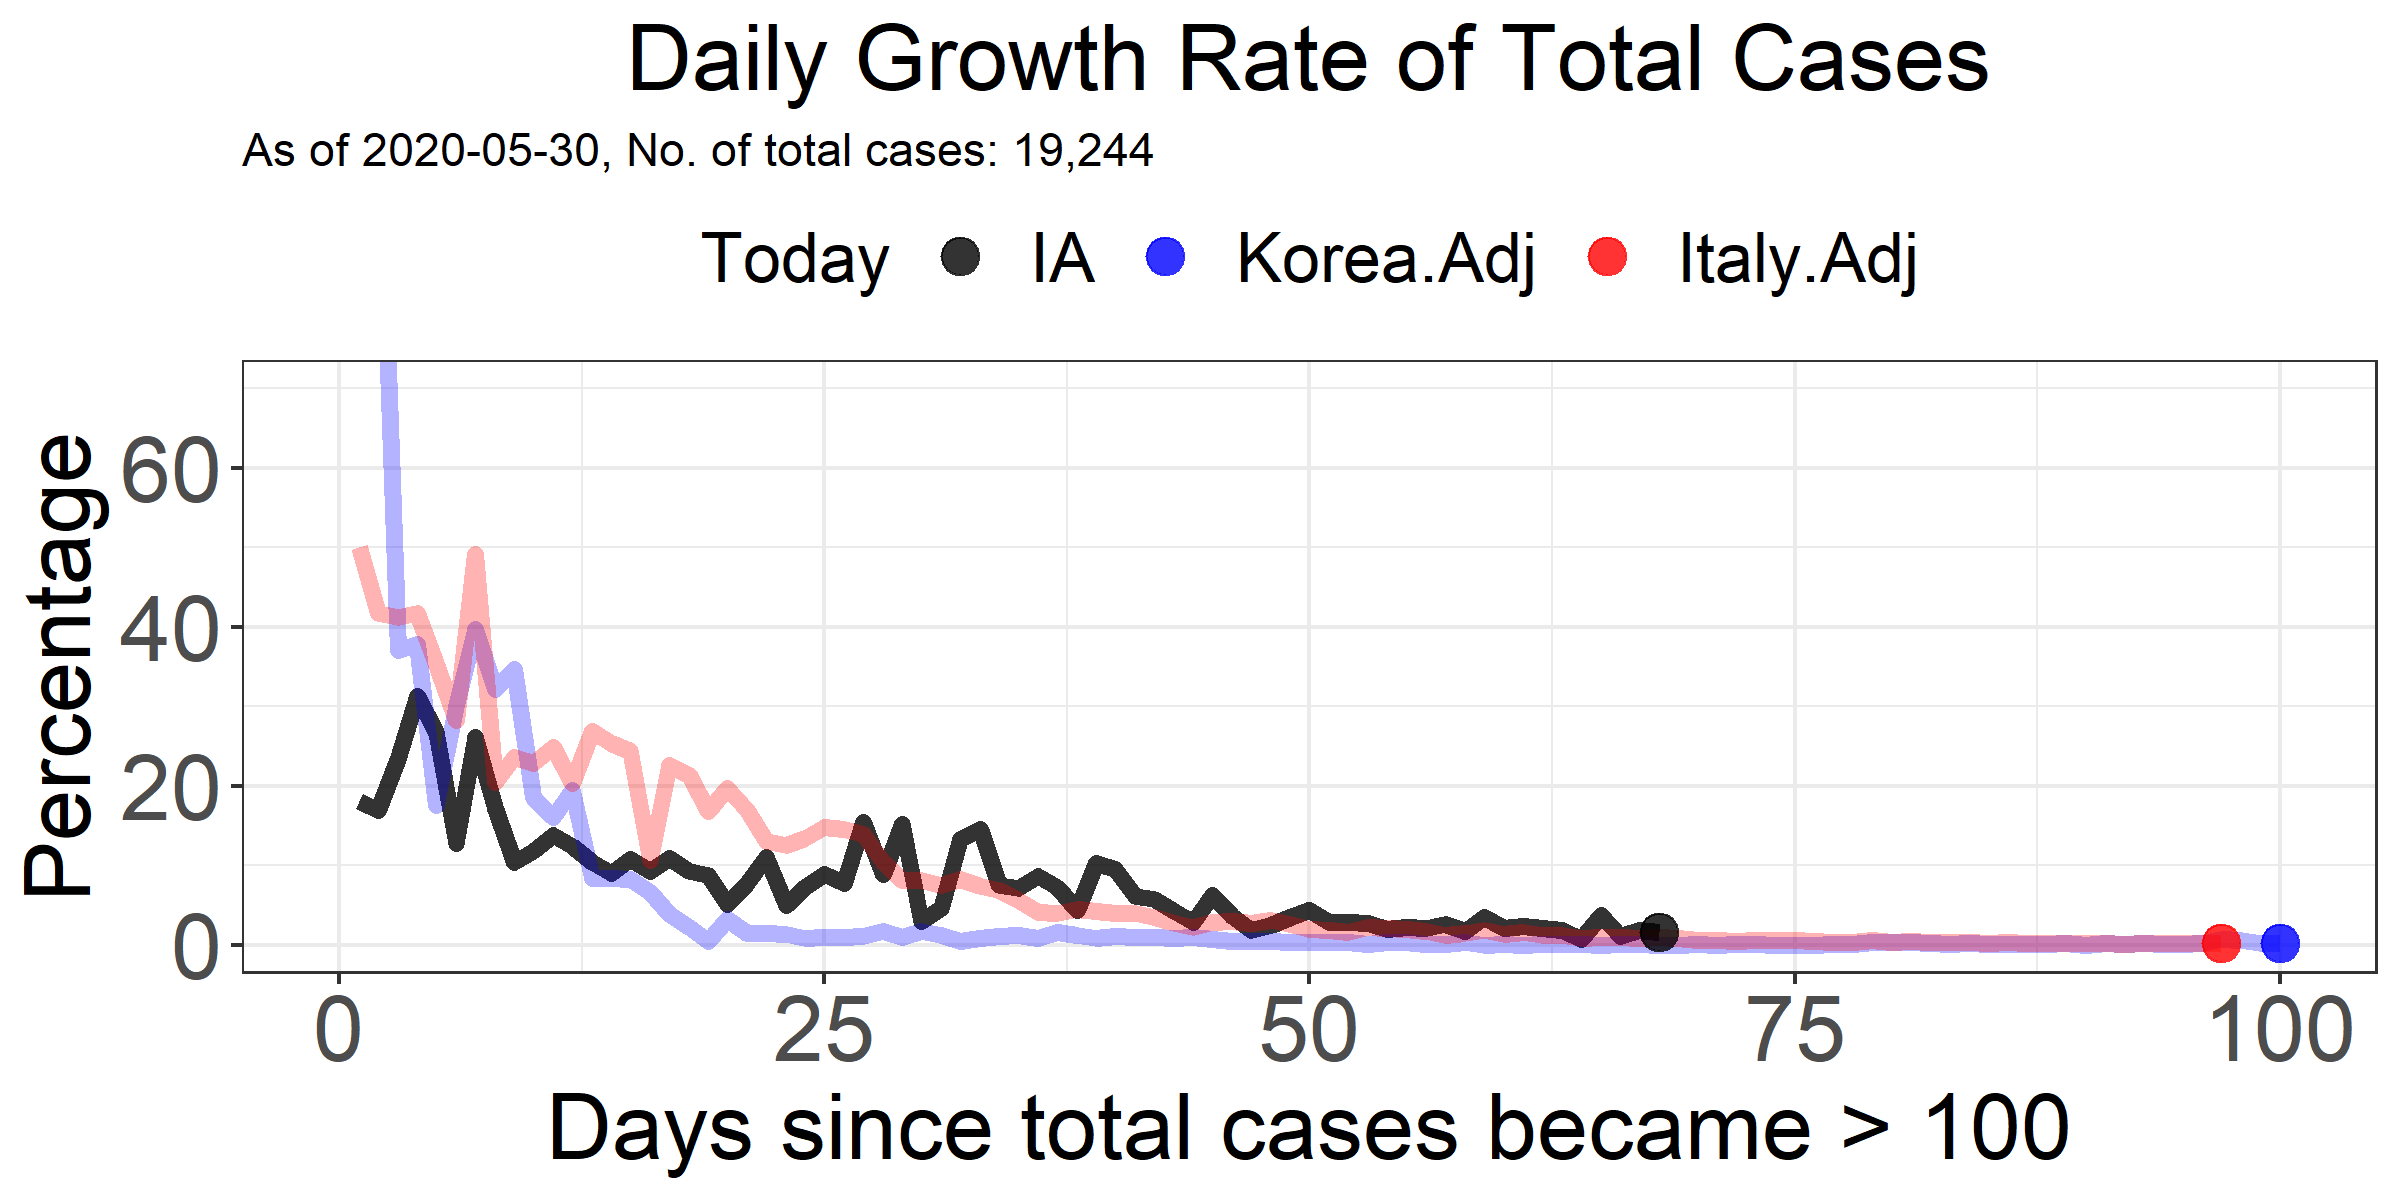 Daily Growth Rate of Total Cases
As of 2020-05-30, No. of total cases: 19,244
Today IA Korea.Adj Italy.Adj
Percentage
60
40
20
0
0 25 50 75 100
Days since total cases became > 100